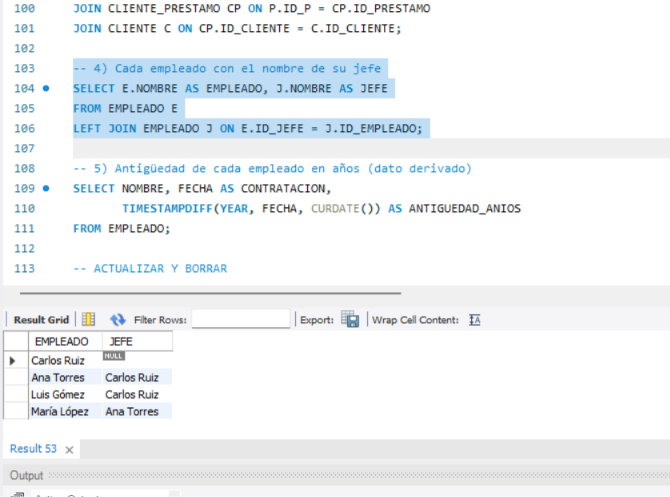 100 JOIN CLIENTE_PRESTAMO CP ON P.ID_P = CP.ID_PRESTAMO
101 JOIN CLIENTE C ON CP.ID_CLIENTE = C.ID_CLIENTE;
102
103 -- 4) Cada empleado con el nombre de su jefe
104 SELECT E.NOMBRE AS EMPLEADO, J.NOMBRE AS JEFE
105 FROM EMPLEADO E
106 LEFT JOIN EMPLEADO J ON E.ID_JEFE = J.ID_EMPLEADO;
107
108 -- 5) Antigüedad de cada empleado en años (dato derivado)
109 SELECT NOMBRE, FECHA AS CONTRATACION,
110 TIMESTAMPDIFF(YEAR, FECHA, CURDATE()) AS ANTIGUEDAD_ANIOS
111 FROM EMPLEADO;
112
113 -- ACTUALIZAR Y BORRAR
Result Grid Filter Rows: Export: Wrap Cell Content:
EMPLEADO JEFE
Carlos Ruiz NULL
Ana Torres Carlos Ruiz
Luis Gómez Carlos Ruiz
María López Ana Torres
Result 53
Output